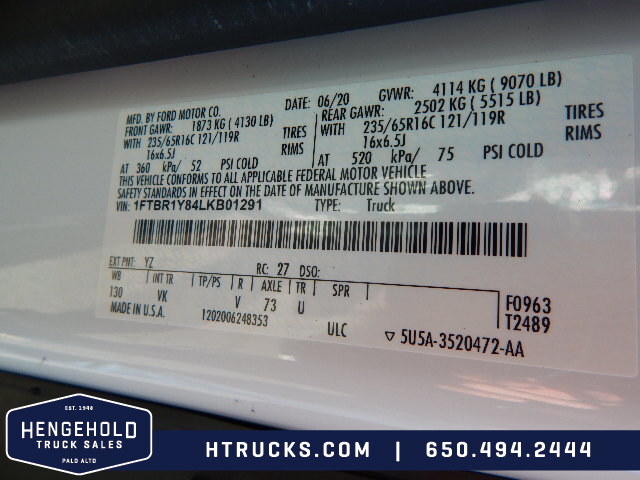 MFD. BY FORD MOTOR CO. DATE: 06/20 GVWR: 4114 KG ( 9070 LB)
FRONT GAWR: 1873 KG ( 4130 LB) REAR GAWR: 2502 KG ( 5515 LB)
WITH 235/65R16C 121/119R TIRES WITH 235/65R16C 121/119R TIRES
16x6.5J RIMS 16x6.5J RIMS
AT 360 kPa/ 52 PSI COLD AT 520 kPa/ 75 PSI COLD
THIS VEHICLE CONFORMS TO ALL APPLICABLE FEDERAL MOTOR VEHICLE
SAFETY STANDARDS IN EFFECT ON THE DATE OF MANUFACTURE SHOWN ABOVE.
VIN: 1FTBR1Y84LKB01291 TYPE: Truck
EXT PNT: YZ RC: 27 DSO:
WB INT TR TP/PS R AXLE TR SPR
130 VK V 73 U F0963
MADE IN U.S.A. T2489
1202006248353 ULC 5U5A-3520472-AA
EST. 1940
HENGEHOLD
TRUCK SALES
PALO ALTO
HTRUCKS.COM | 650.494.2444